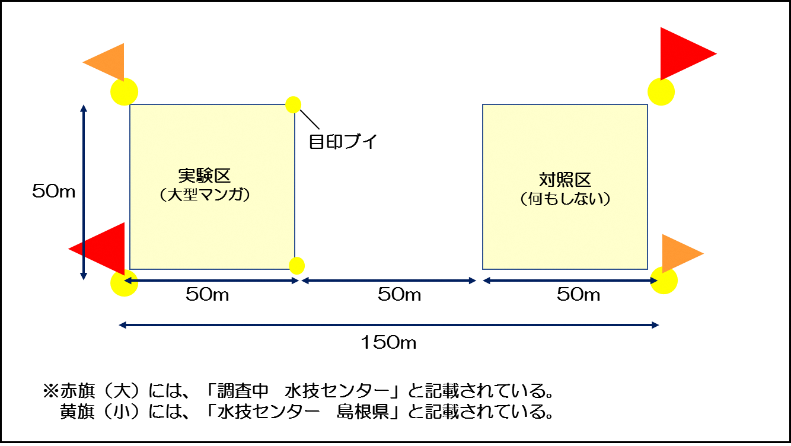 目印ブイ
実験区
（大型マンガ）
対照区
（何もしない）
50m
50m
50m
50m
150m
※赤旗（大）には、「調査中　水技センター」と記載されている。
黄旗（小）には、「水技センター　島根県」と記載されている。